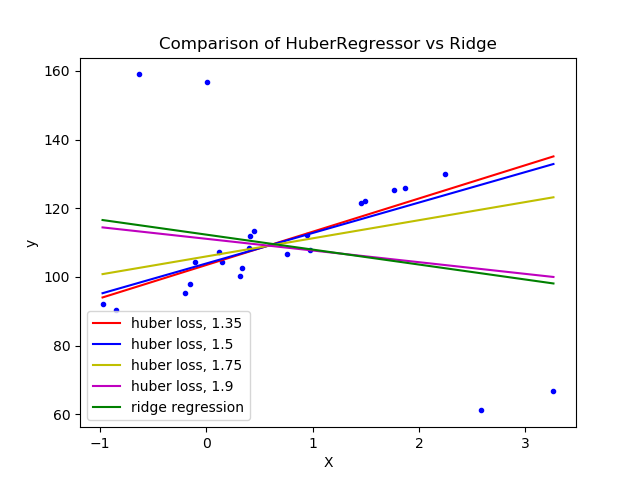 Comparison of HuberRegressor vs Ridge
160
140
120
100
80
60
y
huber loss, 1.35
huber loss, 1.5
huber loss, 1.75
huber loss, 1.9
ridge regression
−1 0 1 2 3
X